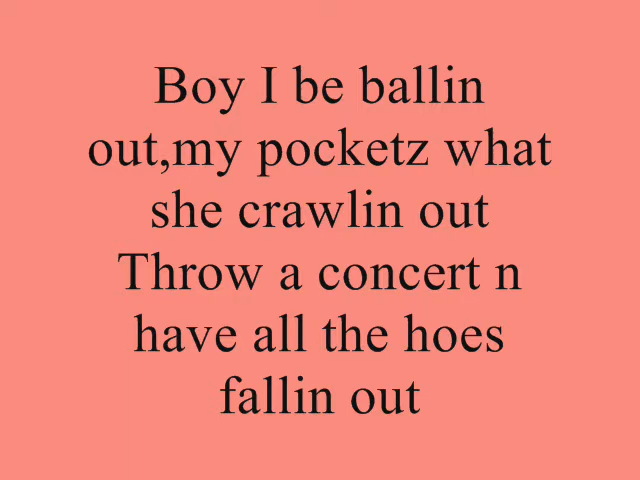 Boy I be ballin
out,my pocketz what
she crawlin out
Throw a concert n
have all the hoes
fallin out